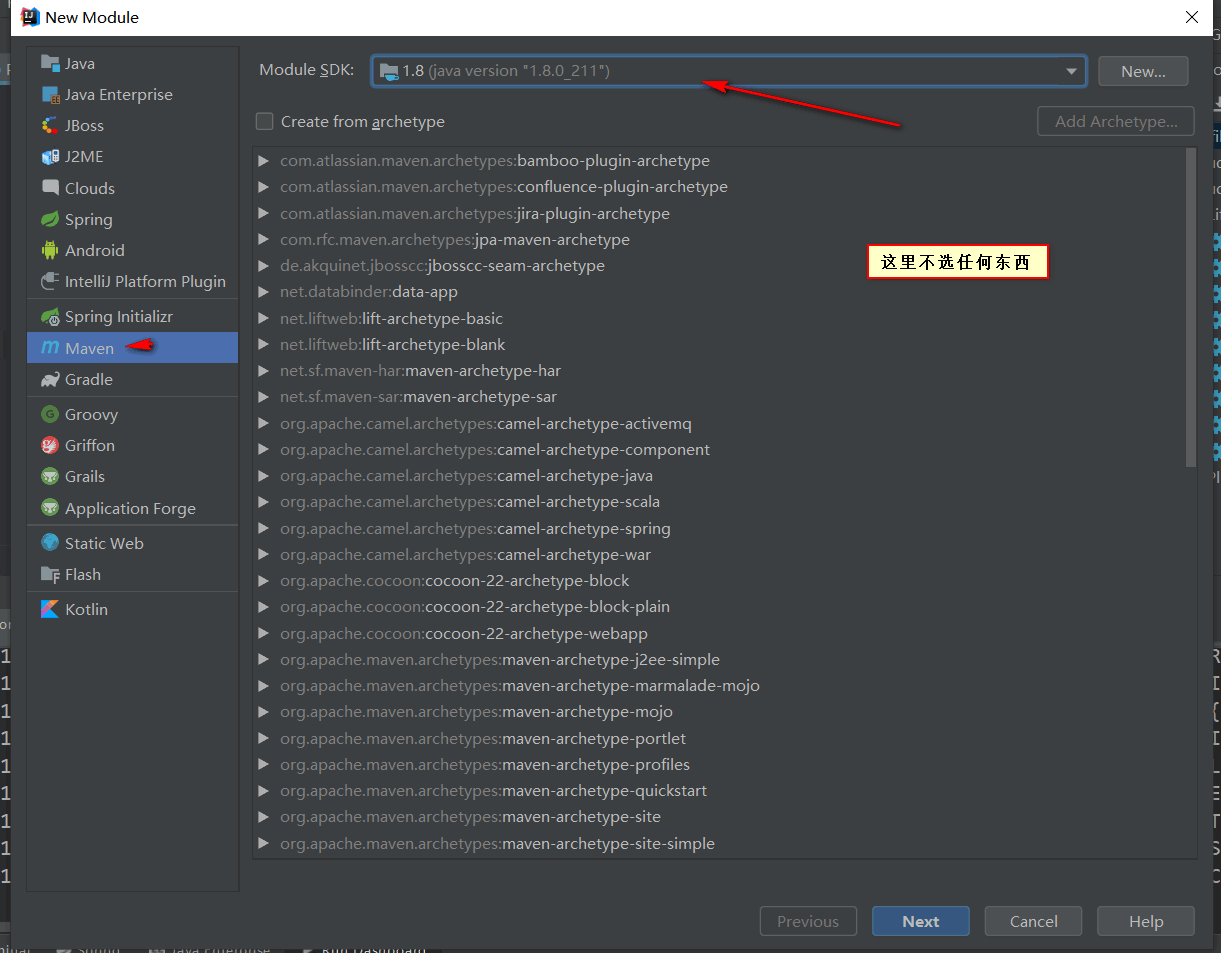 New Module
Java
Java Enterprise
JBoss
J2ME
Clouds
Spring
Android
IntelliJ Platform Plugin
Spring Initializr
Maven
Gradle
Groovy
Griffon
Grails
Application Forge
Static Web
Flash
Kotlin
Module SDK: 1.8 (java version "1.8.0_211") New...
Create from archetype Add Archetype...
com.atlassian.maven.archetypes:bamboo-plugin-archetype
com.atlassian.maven.archetypes:confluence-plugin-archetype
com.atlassian.maven.archetypes:jira-plugin-archetype
com.rfc.maven.archetypes:jpa-maven-archetype
de.akquinet.jbosscc:jbosscc-seam-archetype
net.databinder:data-app
net.liftweb:lift-archetype-basic
net.liftweb:lift-archetype-blank
net.sf.maven-har:maven-archetype-har
net.sf.maven-sar:maven-archetype-sar
org.apache.camel.archetypes:camel-archetype-activemq
org.apache.camel.archetypes:camel-archetype-component
org.apache.camel.archetypes:camel-archetype-java
org.apache.camel.archetypes:camel-archetype-scala
org.apache.camel.archetypes:camel-archetype-spring
org.apache.camel.archetypes:camel-archetype-war
org.apache.cocoon:cocoon-22-archetype-block
org.apache.cocoon:cocoon-22-archetype-block-plain
org.apache.cocoon:cocoon-22-archetype-webapp
org.apache.maven.archetypes:maven-archetype-j2ee-simple
org.apache.maven.archetypes:maven-archetype-marmalade-mojo
org.apache.maven.archetypes:maven-archetype-mojo
org.apache.maven.archetypes:maven-archetype-portlet
org.apache.maven.archetypes:maven-archetype-profiles
org.apache.maven.archetypes:maven-archetype-quickstart
org.apache.maven.archetypes:maven-archetype-site
org.apache.maven.archetypes:maven-archetype-site-simple
这里不选任何东西
Previous Next Cancel Help